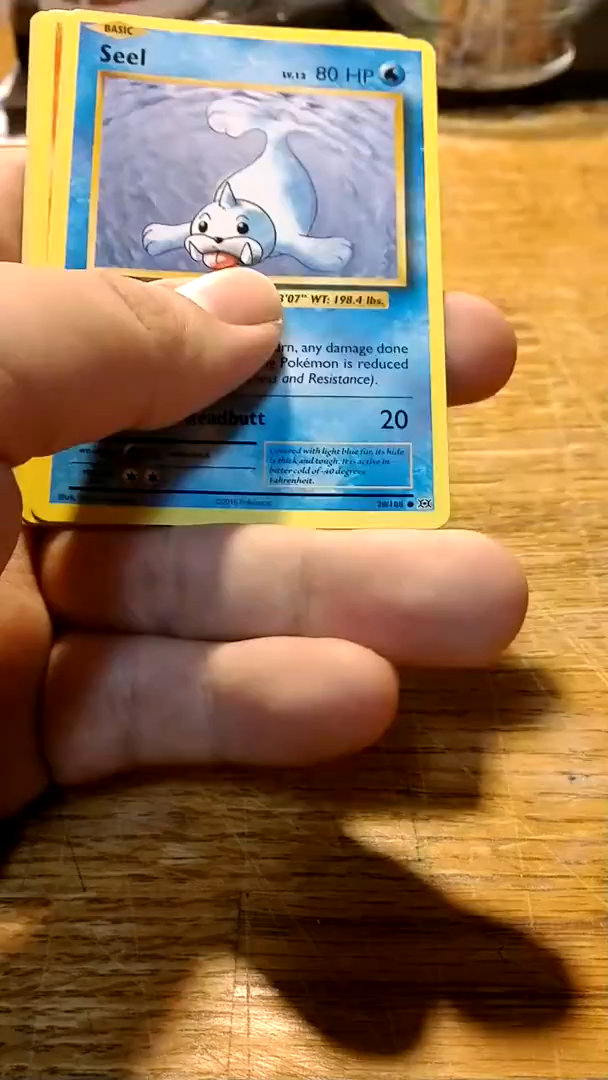 BASIC
Seel
LV.13 80 HP
3'07" WT: 198.4 lbs.
any damage done
Pokémon is reduced
and Resistance).
Headbutt 20
Covered with light blue fur, its hide
is thick and tough. It is active in
bitter cold of -40 degrees
Fahrenheit.
Illus.
©2016 Pokémon
28/108